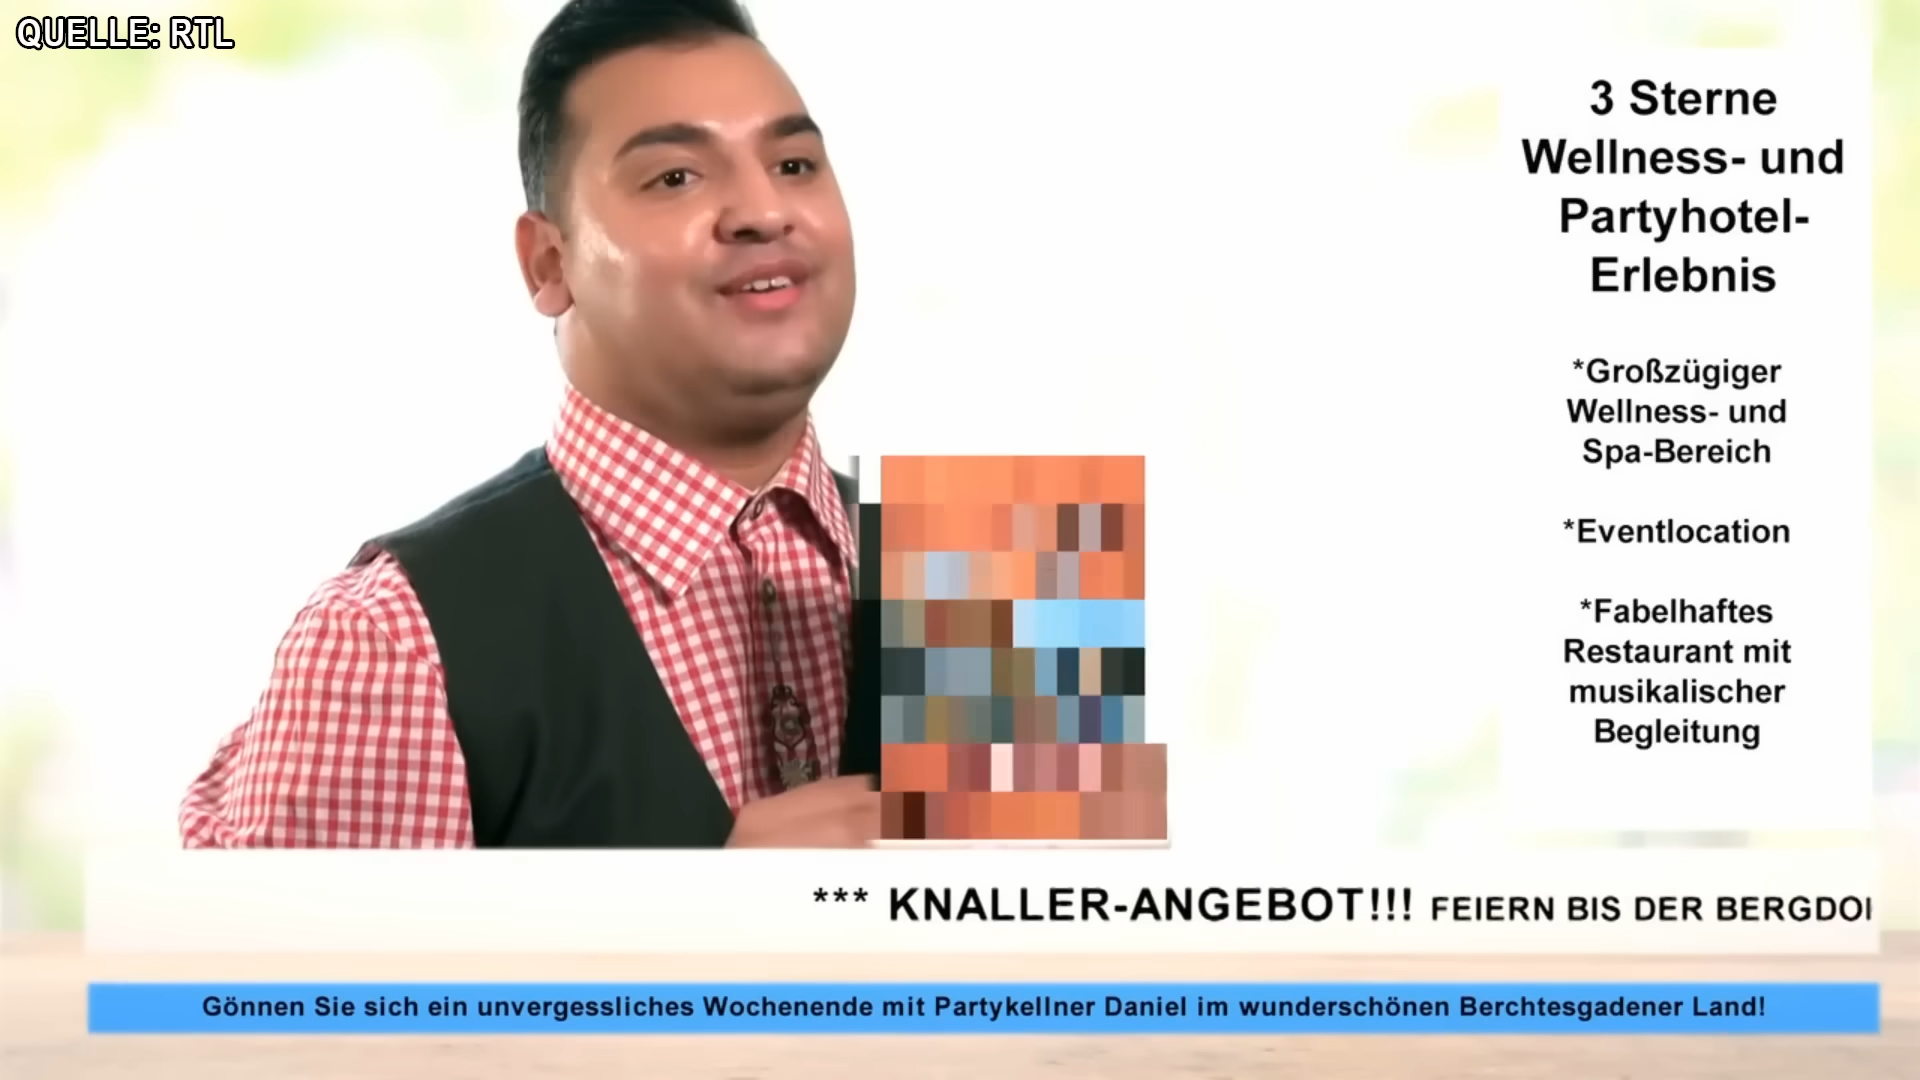 QUELLE: RTL
3 Sterne
Wellness- und
Partyhotel-
Erlebnis
*Großzügiger
Wellness- und
Spa-Bereich
*Eventlocation
*Fabelhaftes
Restaurant mit
musikalischer
Begleitung
*** KNALLER-ANGEBOT!!! FEIERN BIS DER
Gönnen Sie sich ein unvergessliches Wochenende mit Partykellner Daniel im wunderschönen Berchtesgadener Land!